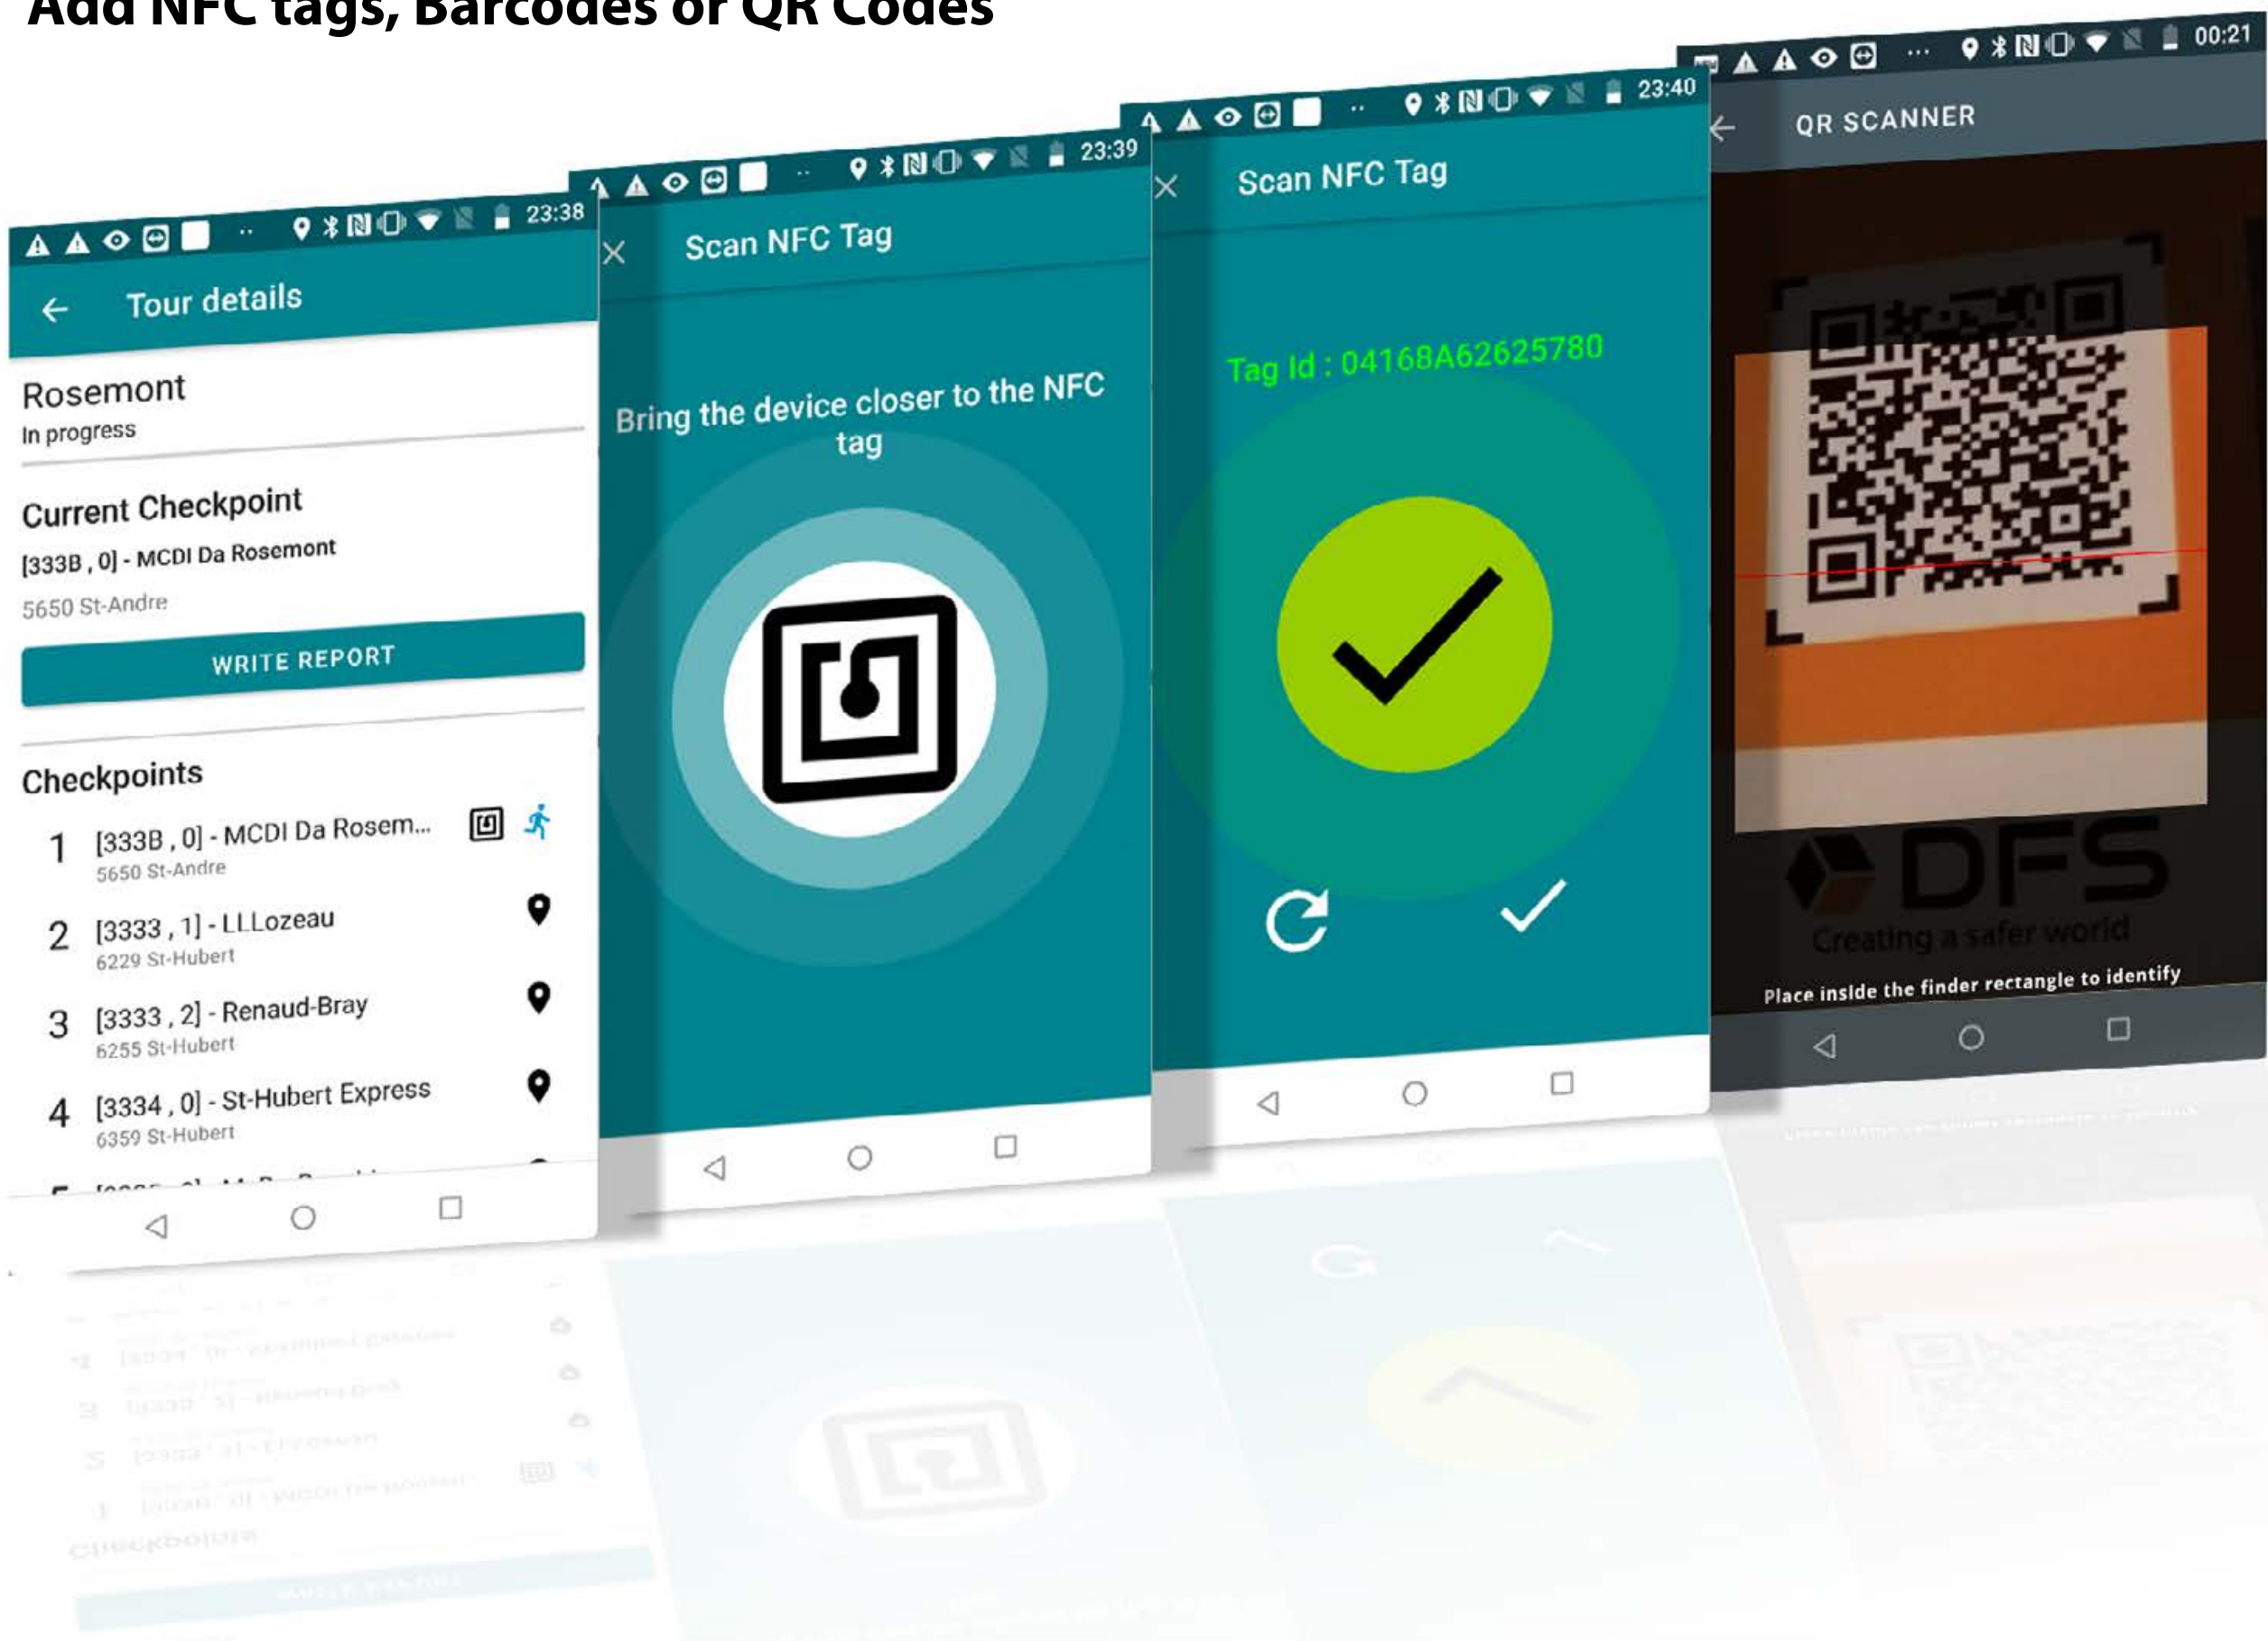 Add NFC tags, Barcodes or QR Codes
23:38
Tour details
Rosemont
In progress
Current Checkpoint
[333B , 0] - MCDI Da Rosemont
5650 St-Andre
WRITE REPORT
Checkpoints
1 [333B , 0] - MCDI Da Rosem...
5650 St-Andre
2 [3333 , 1] - LLLozeau
6229 St-Hubert
3 [3333 , 2] - Renaud-Bray
6255 St-Hubert
4 [3334 , 0] - St-Hubert Express
6359 St-Hubert
23:39
Scan NFC Tag
Bring the device closer to the NFC
tag
23:40
Scan NFC Tag
Tag Id : 04168A62625780
00:21
QR SCANNER
DFS
Creating a safer world
Place inside the finder rectangle to identify